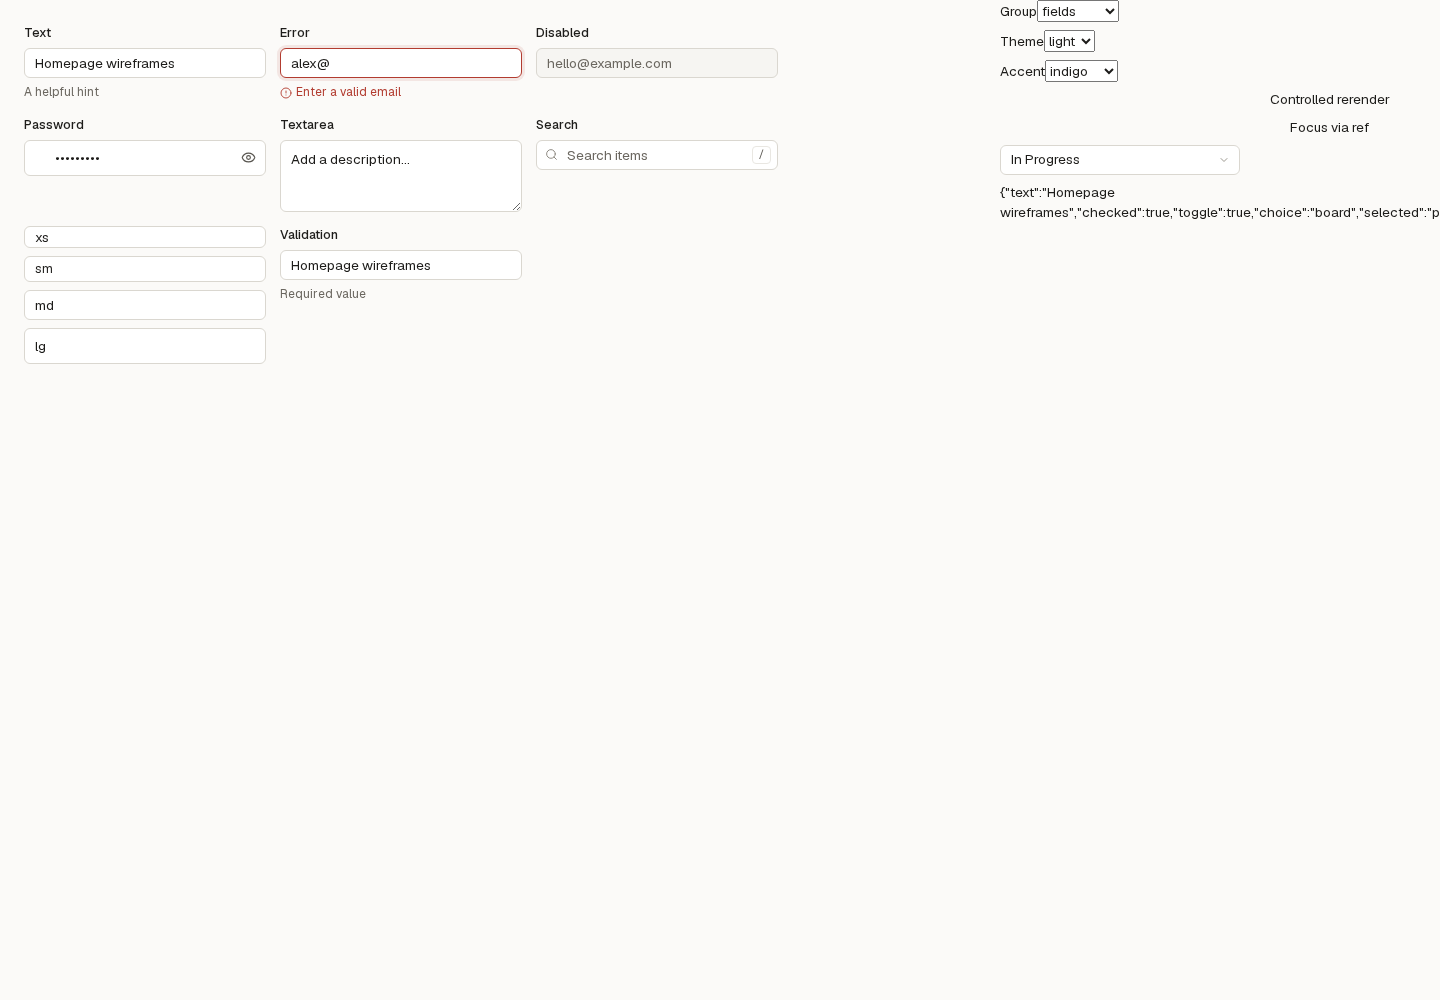 Text
Homepage wireframes
A helpful hint
Error
alex@
Enter a valid email
Disabled
hello@example.com
Password
•••••••••
Textarea
Add a description...
Search
Search items
/
xs
sm
md
lg
Validation
Homepage wireframes
Required value
Group fields
Theme light
Accent indigo
Controlled rerender
Focus via ref
In Progress
{"text":"Homepage
wireframes","checked":true,"toggle":true,"choice":"board","selected":"p